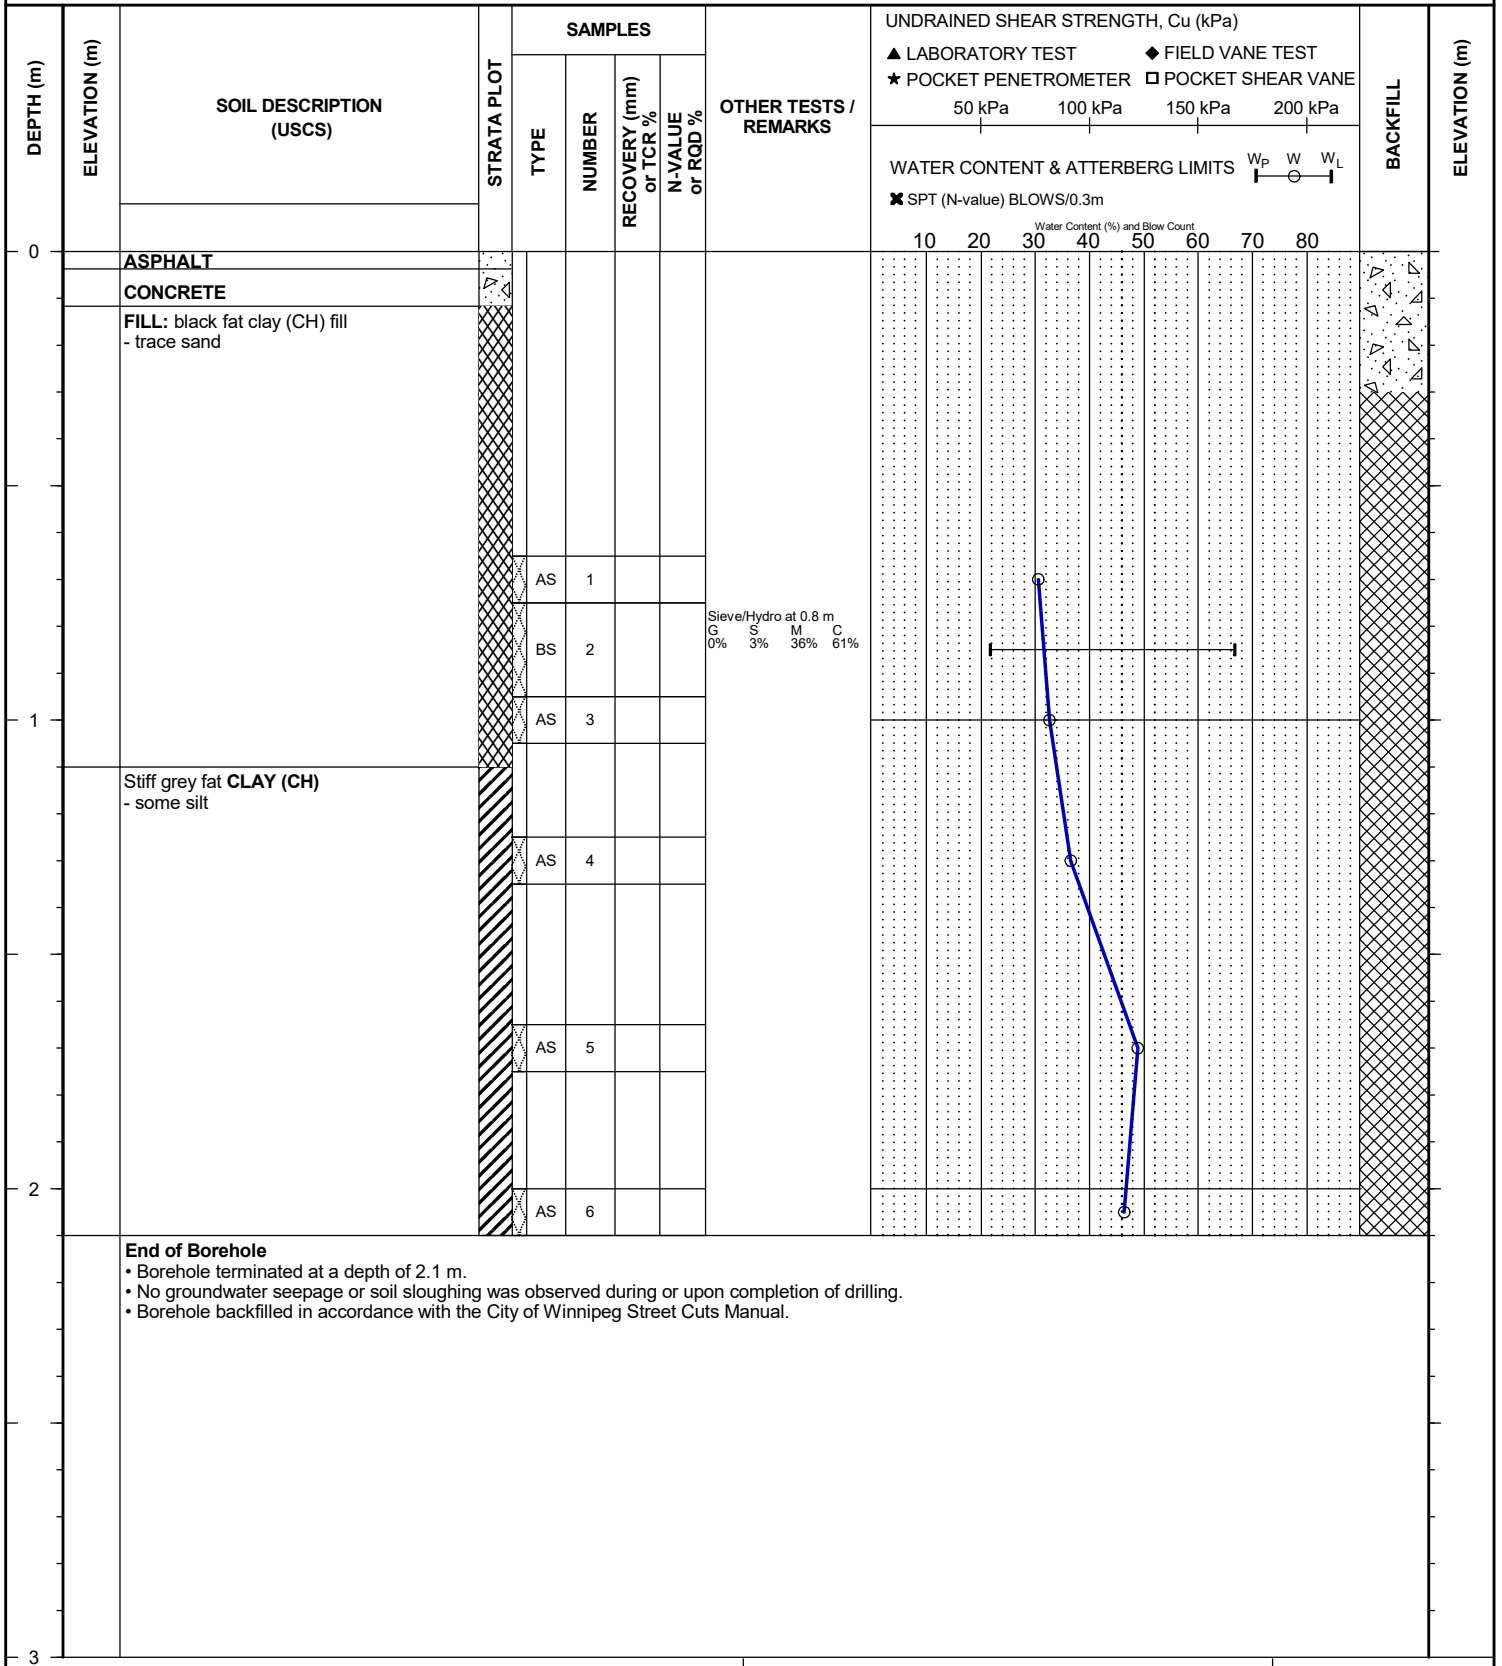 DEPTH (m)
ELEVATION (m)
SOIL DESCRIPTION
(USCS)
STRATA PLOT
SAMPLES
TYPE
NUMBER
RECOVERY (mm)
or TCR %
N-VALUE
or RQD %
OTHER TESTS /
REMARKS
UNDRAINED SHEAR STRENGTH, Cu (kPa)
▲ LABORATORY TEST ◆ FIELD VANE TEST
★ POCKET PENETROMETER □ POCKET SHEAR VANE
50 kPa 100 kPa 150 kPa 200 kPa
WATER CONTENT & ATTERBERG LIMITS WP W WL
✖ SPT (N-value) BLOWS/0.3m
Water Content (%) and Blow Count
10 20 30 40 50 60 70 80
BACKFILL
ELEVATION (m)
0
ASPHALT
CONCRETE
FILL: black fat clay (CH) fill
- trace sand
AS 1
Sieve/Hydro at 0.8 m
G S M C
0% 3% 36% 61%
BS 2
1
AS 3
Stiff grey fat CLAY (CH)
- some silt
AS 4
AS 5
2
AS 6
End of Borehole
• Borehole terminated at a depth of 2.1 m.
• No groundwater seepage or soil sloughing was observed during or upon completion of drilling.
• Borehole backfilled in accordance with the City of Winnipeg Street Cuts Manual.
3